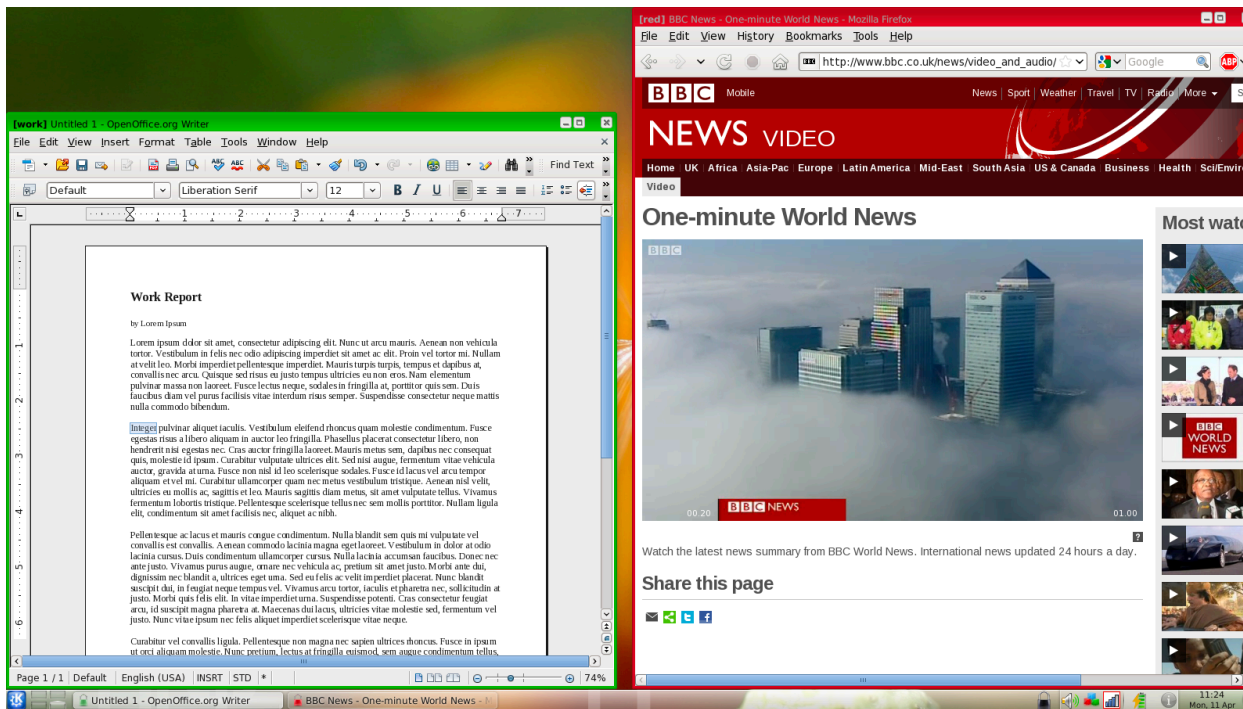 [work] Untitled 1 - OpenOffice.org Writer
File Edit View Insert Format Table Tools Window Help
Find Text
Default Liberation Serif 12 B I U
1 2 3 4 5 6 7
Work Report
by Lorem Ipsum
Lorem ipsum dolor sit amet, consectetur adipiscing elit. Nunc ut arcu mauris. Aenean non vehicula
tortor. Vestibulum in felis nec odio adipiscing imperdiet sit amet ac elit. Proin vel tortor mi. Nullam
at velit leo. Morbi imperdiet pellentesque imperdiet. Mauris turpis turpis, tempus et dapibus at,
convallis nec arcu. Quisque sed risus eu justo tempus ultricies eu non eros. Nam elementum
pulvinar massa non laoreet. Fusce lectus neque, sodales in fringilla at, porttitor quis sem. Duis
faucibus diam vel purus facilisis vitae interdum risus semper. Suspendisse consectetur neque mattis
nulla commodo bibendum.
Integer pulvinar aliquet iaculis. Vestibulum eleifend rhoncus quam molestie condimentum. Fusce
egestas risus a libero aliquam in auctor leo fringilla. Phasellus placerat consectetur libero, non
hendrerit nisi egestas nec. Cras auctor fringilla laoreet. Mauris metus sem, dapibus nec consequat
quis, molestie id ipsum. Curabitur vulputate ultrices elit. Sed nisi augue, fermentum vitae vehicula
auctor, gravida at urna. Fusce non nisl id leo scelerisque sodales. Fusce id lacus vel arcu tempor
aliquam et vel mi. Curabitur ullamcorper quam nec metus vestibulum tristique. Aenean nisl velit,
ultricies eu mollis ac, sagittis et leo. Mauris sagittis diam metus, sit amet vulputate tellus. Vivamus
fermentum lobortis tristique. Pellentesque scelerisque tellus nec sem mollis porttitor. Nullam ligula
elit, condimentum sit amet facilisis nec, aliquet ac nibh.
Pellentesque ac lacus et mauris congue condimentum. Nulla blandit sem quis mi vulputate vel
convallis est convallis. Aenean commodo lacinia magna eget laoreet. Vestibulum in dolor at odio
lacinia cursus. Duis condimentum ullamcorper cursus. Nulla lacinia accumsan faucibus. Donec nec
ante justo. Vivamus purus augue, ornare nec vehicula ac, pretium sit amet justo. Morbi ante dui,
dignissim nec blandit a, ultrices eget urna. Sed eu felis ac velit imperdiet placerat. Nunc blandit
suscipit dui, in feugiat neque tempus vel. Vivamus arcu tortor, iaculis et pharetra nec, sollicitudin at
justo. Morbi quis felis elit. In vitae imperdiet urna. Suspendisse potenti. Cras consectetur feugiat
arcu, id suscipit magna pharetra at. Maecenas dui lacus, ultricies vitae molestie sed, fermentum vel
justo. Nunc vitae ipsum nec felis aliquet imperdiet scelerisque vitae neque.
Curabitur vel convallis ligula. Pellentesque non magna nec sapien ultrices rhoncus. Fusce in ipsum
ut orci aliquam molestie. Nunc pretium, lectus at fringilla euismod, sem augue condimentum tellus,
Page 1 / 1 Default English (USA) INSRT STD * 74%
[red] BBC News - One-minute World News - Mozilla Firefox
File Edit View History Bookmarks Tools Help
http://www.bbc.co.uk/news/video_and_audio/ Google ABP
BBC Mobile News Sport Weather Travel TV Radio More S
NEWS VIDEO
Home UK Africa Asia-Pac Europe Latin America Mid-East South Asia US & Canada Business Health Sci/Envir
Video
One-minute World News
Most watc
BBC
BBC NEWS
00.20 01.00
BBC
WORLD
NEWS
?
Watch the latest news summary from BBC World News. International news updated 24 hours a day.
Share this page
Untitled 1 - OpenOffice.org Writer BBC News - One-minute World News - 11:24
Mon, 11 Apr